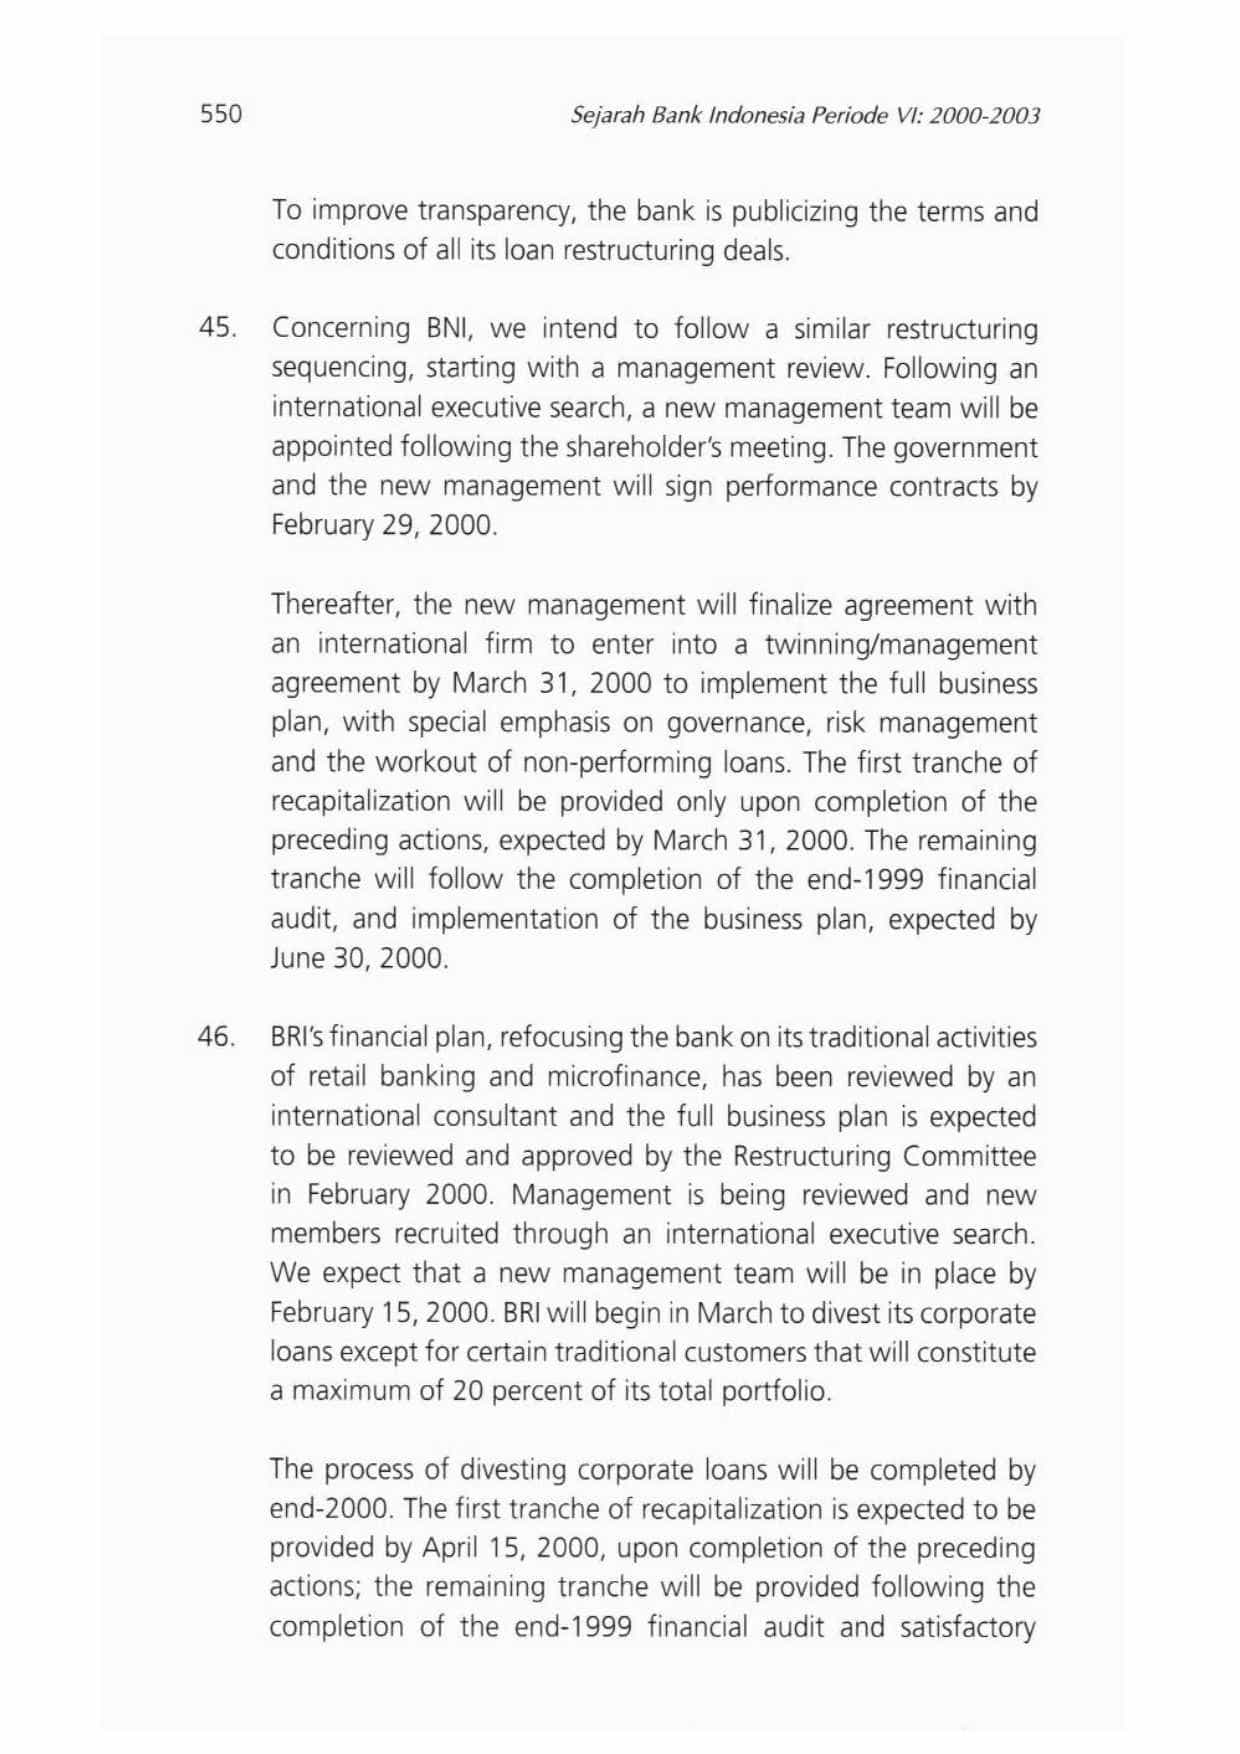 550
Sejarah Bank Indonesia Periode VI: 2000-2003
To improve transparency, the bank is publicizing the terms and
conditions of all its loan restructuring deals.
45. Concerning BNI, we intend to follow a similar restructuring
sequencing, starting with a management review. Following an
international executive search, a new management team will be
appointed following the shareholder's meeting. The government
and the new management will sign performance contracts by
February 29, 2000.
Thereafter, the new management will finalize agreement with
an international firm to enter into a twinning/management
agreement by March 31, 2000 to implement the full business
plan, with special emphasis on governance, risk management
and the workout of non-performing loans. The first tranche of
recapitalization will be provided only upon completion of the
preceding actions, expected by March 31, 2000. The remaining
tranche will follow the completion of the end-1999 financial
audit, and implementation of the business plan, expected by
June 30, 2000.
46. BRI's financial plan, refocusing the bank on its traditional activities
of retail banking and microfinance, has been reviewed by an
international consultant and the full business plan is expected
to be reviewed and approved by the Restructuring Committee
in February 2000. Management is being reviewed and new
members recruited through an international executive search.
We expect that a new management team will be in place by
February 15, 2000. BRI will begin in March to divest its corporate
loans except for certain traditional customers that will constitute
a maximum of 20 percent of its total portfolio.
The process of divesting corporate loans will be completed by
end-2000. The first tranche of recapitalization is expected to be
provided by April 15, 2000, upon completion of the preceding
actions; the remaining tranche will be provided following the
completion of the end-1999 financial audit and satisfactory